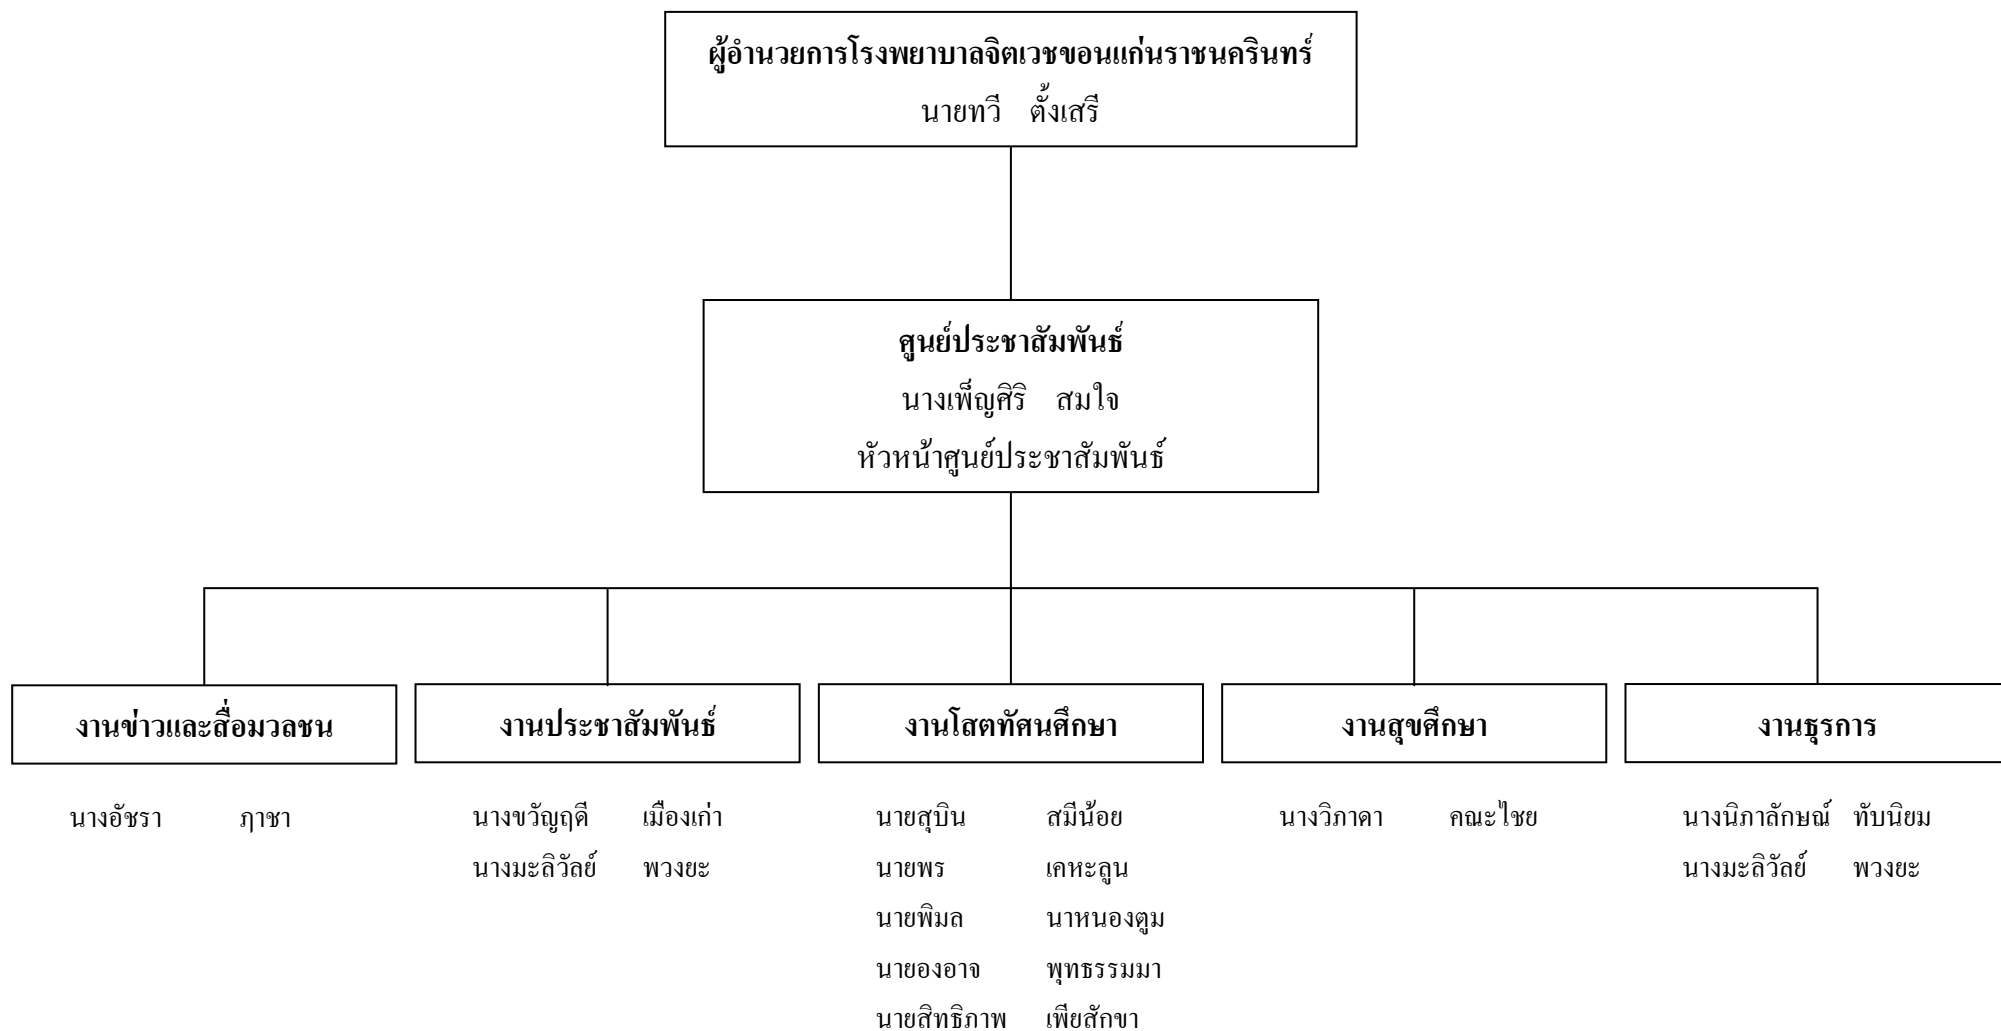 ผู้อำนวยการโรงพยาบาลจิตเวชขอนแก่นราชนครินทร์
นายทวี ตั้งเสรี
ศูนย์ประชาสัมพันธ์
นางเพ็ญศิริ สมใจ
หัวหน้าศูนย์ประชาสัมพันธ์
งานข่าวและสื่อมวลชน
นางอัชรา ฦาชา
งานประชาสัมพันธ์
นางขวัญฤดี เมืองเก่า
นางมะลิวัลย์ พวงยะ
งานโสตทัศนศึกษา
นายสุบิน สมีน้อย
นายพร เคหะลูน
นายพิมล นาหนองตูม
นายองอาจ พุทธรรมมา
นายสิทธิภาพ เพียสักขา
งานสุขศึกษา
นางวิภาดา คณะไชย
งานธุรการ
นางนิภาลักษณ์ ทับนิยม
นางมะลิวัลย์ พวงยะ